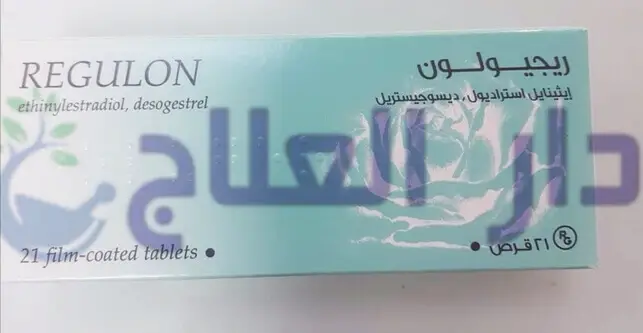 REGULON
ethinylestradiol, desogestrel
ريجيولون
إيثينايل استراديول، ديسوجيستريل
دار العلاج
21 film-coated tablets •
• ٢١ قرص
RG